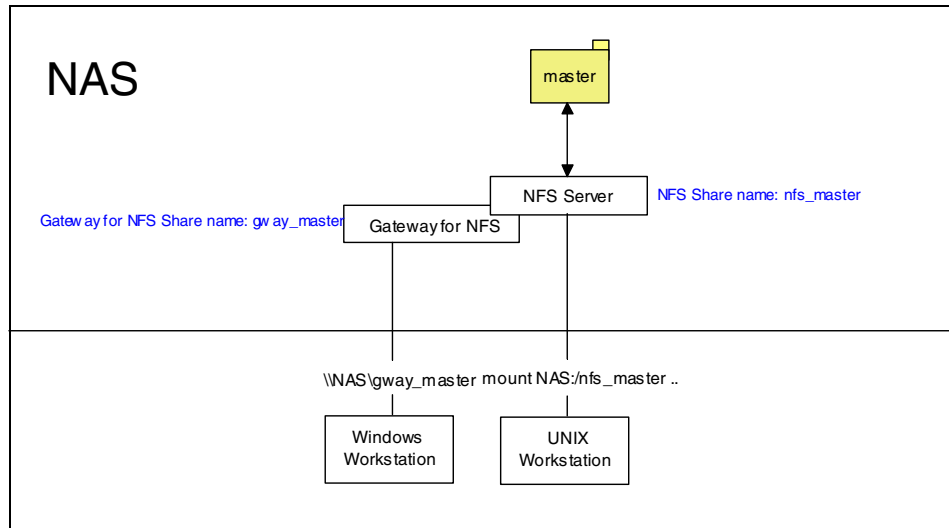 NAS
master
NFS Server
NFS Share name: nfs_master
Gateway for NFS Share name: gway_master
Gateway for NFS
\\NAS\gway_master
mount NAS:/nfs_master ..
Windows
Workstation
UNIX
Workstation